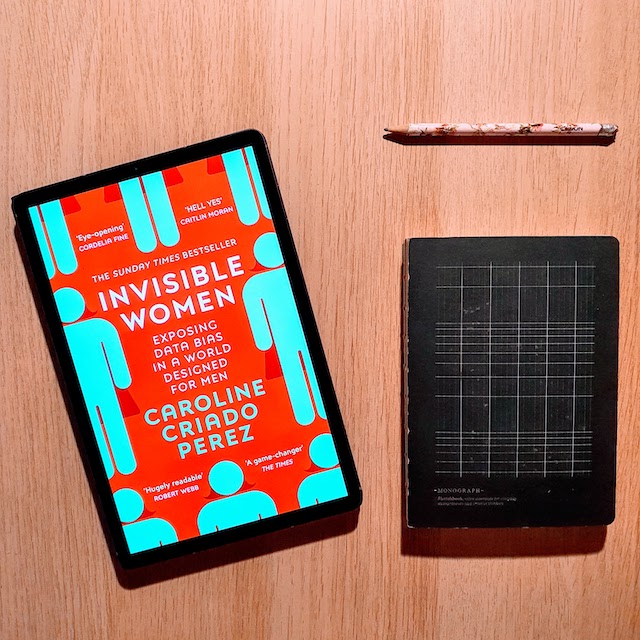 'Eye-opening'
CORDELIA FINE
'HELL YES'
CAITLIN MORAN
THE SUNDAY TIMES BESTSELLER
INVISIBLE
WOMEN
EXPOSING
DATA BIAS
IN A WORLD
DESIGNED
FOR MEN
CAROLINE
CRIADO
PEREZ
'Hugely readable'
ROBERT WEBB
'A game-changer'
THE TIMES
-MONOGRAPH-